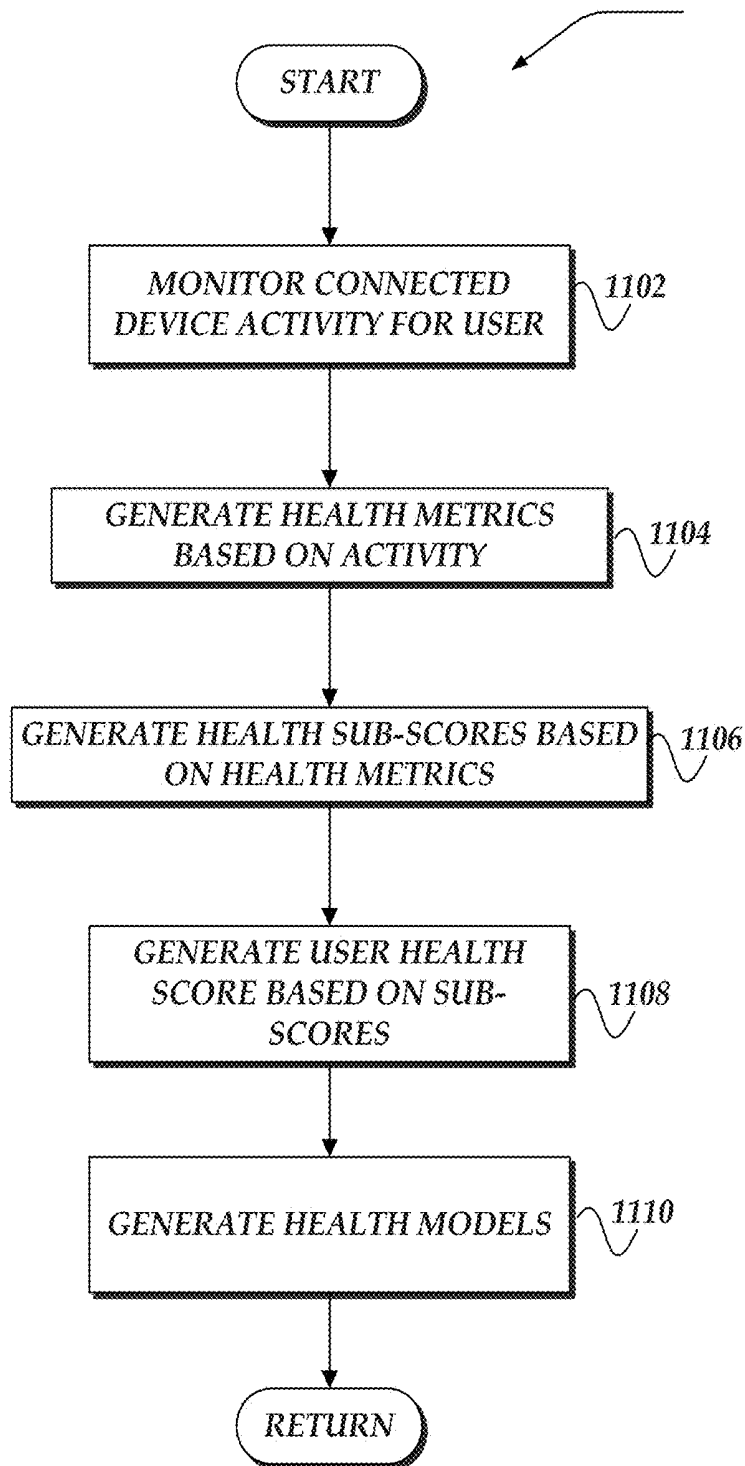 START
MONITOR CONNECTED
DEVICE ACTIVITY FOR USER
1102
GENERATE HEALTH METRICS
BASED ON ACTIVITY
1104
GENERATE HEALTH SUB-SCORES BASED
ON HEALTH METRICS
1106
GENERATE USER HEALTH
SCORE BASED ON SUB-
SCORES
1108
GENERATE HEALTH MODELS
1110
RETURN